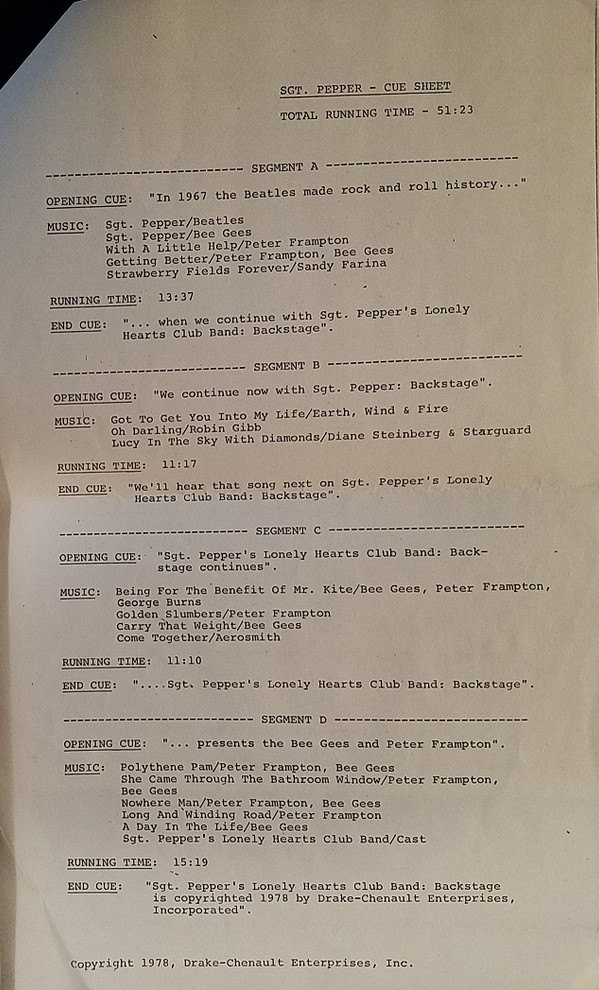 SGT. PEPPER - CUE SHEET
TOTAL RUNNING TIME - 51:23
--------------------------- SEGMENT A ---------------------------
OPENING CUE: "In 1967 the Beatles made rock and roll history..."
MUSIC: Sgt. Pepper/Beatles
Sgt. Pepper/Bee Gees
With A Little Help/Peter Frampton
Getting Better/Peter Frampton, Bee Gees
Strawberry Fields Forever/Sandy Farina
RUNNING TIME: 13:37
END CUE: "... when we continue with Sgt. Pepper's Lonely
Hearts Club Band: Backstage".
--------------------------- SEGMENT B ---------------------------
OPENING CUE: "We continue now with Sgt. Pepper: Backstage".
MUSIC: Got To Get You Into My Life/Earth, Wind & Fire
Oh Darling/Robin Gibb
Lucy In The Sky With Diamonds/Diane Steinberg & Starguard
RUNNING TIME: 11:17
END CUE: "We'll hear that song next on Sgt. Pepper's Lonely
Hearts Club Band: Backstage".
--------------------------- SEGMENT C ---------------------------
OPENING CUE: "Sgt. Pepper's Lonely Hearts Club Band: Back-
stage continues".
MUSIC: Being For The Benefit Of Mr. Kite/Bee Gees, Peter Frampton,
George Burns
Golden Slumbers/Peter Frampton
Carry That Weight/Bee Gees
Come Together/Aerosmith
RUNNING TIME: 11:10
END CUE: "....Sgt. Pepper's Lonely Hearts Club Band: Backstage".
--------------------------- SEGMENT D ---------------------------
OPENING CUE: "... presents the Bee Gees and Peter Frampton".
MUSIC: Polythene Pam/Peter Frampton, Bee Gees
She Came Through The Bathroom Window/Peter Frampton,
Bee Gees
Nowhere Man/Peter Frampton, Bee Gees
Long And Winding Road/Peter Frampton
A Day In The Life/Bee Gees
Sgt. Pepper's Lonely Hearts Club Band/Cast
RUNNING TIME: 15:19
END CUE: "Sgt. Pepper's Lonely Hearts Club Band: Backstage
is copyrighted 1978 by Drake-Chenault Enterprises,
Incorporated".
Copyright 1978, Drake-Chenault Enterprises, Inc.